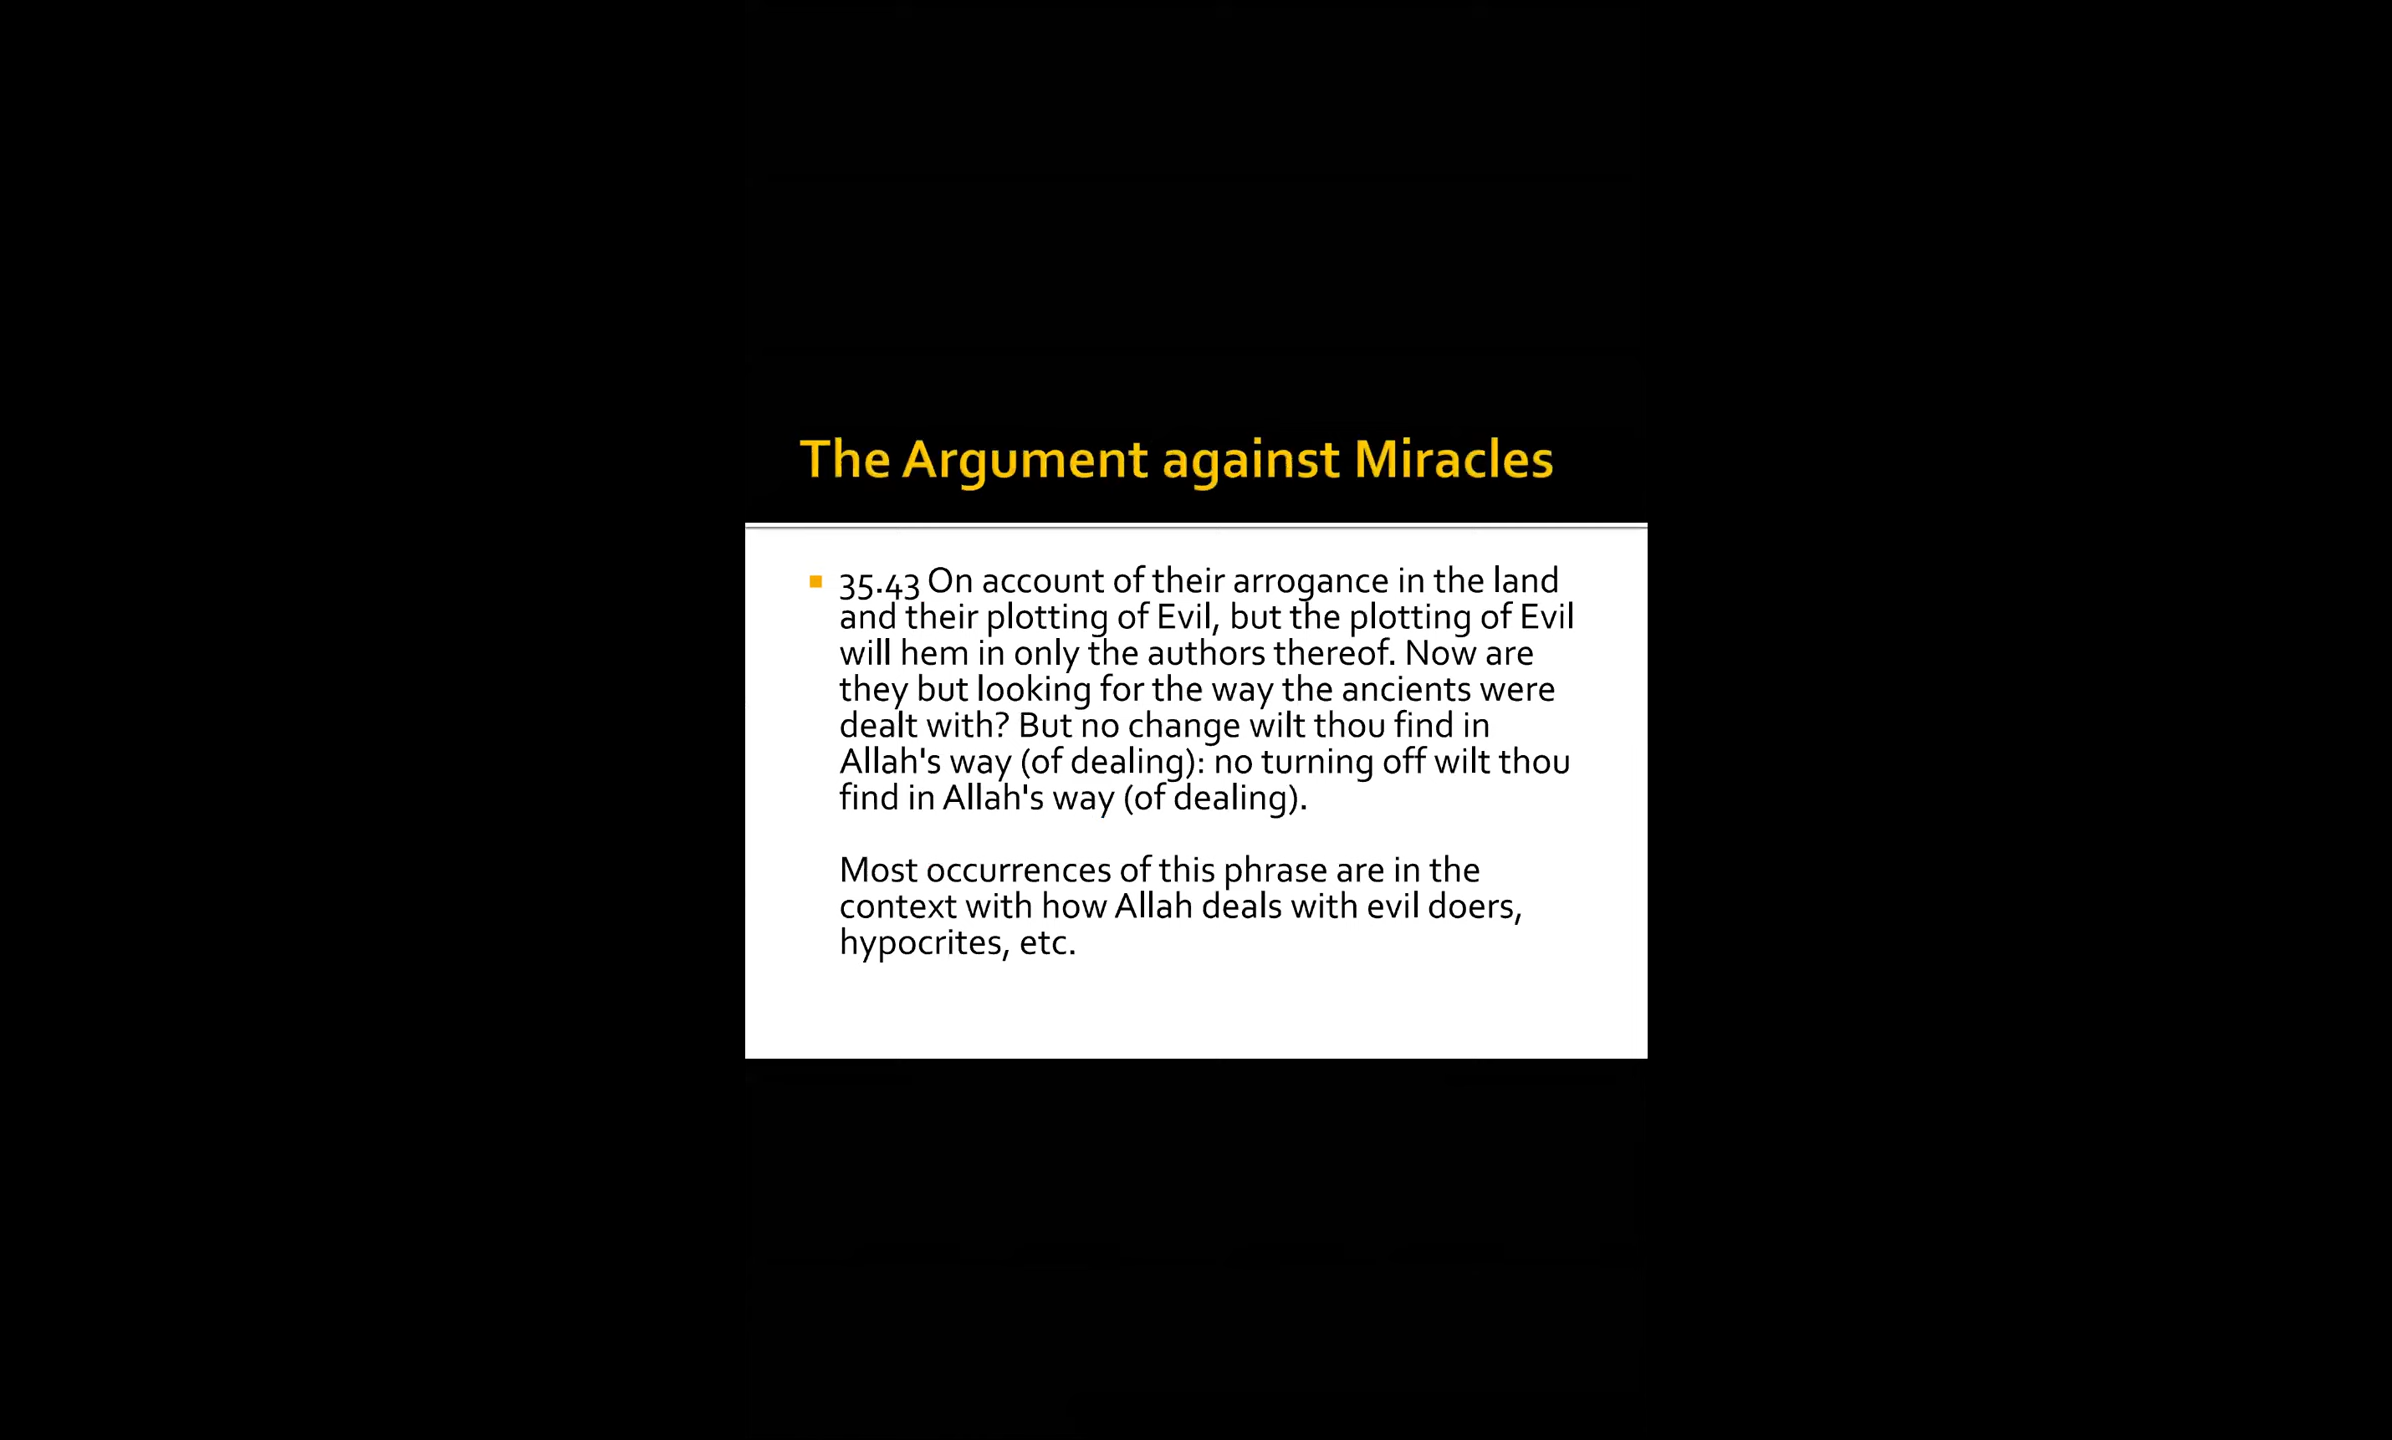 The Argument against Miracles
35.43 On account of their arrogance in the land
and their plotting of Evil, but the plotting of Evil
will hem in only the authors thereof. Now are
they but looking for the way the ancients were
dealt with? But no change wilt thou find in
Allah's way (of dealing): no turning off wilt thou
find in Allah's way (of dealing).
Most occurrences of this phrase are in the
context with how Allah deals with evil doers,
hypocrites, etc.